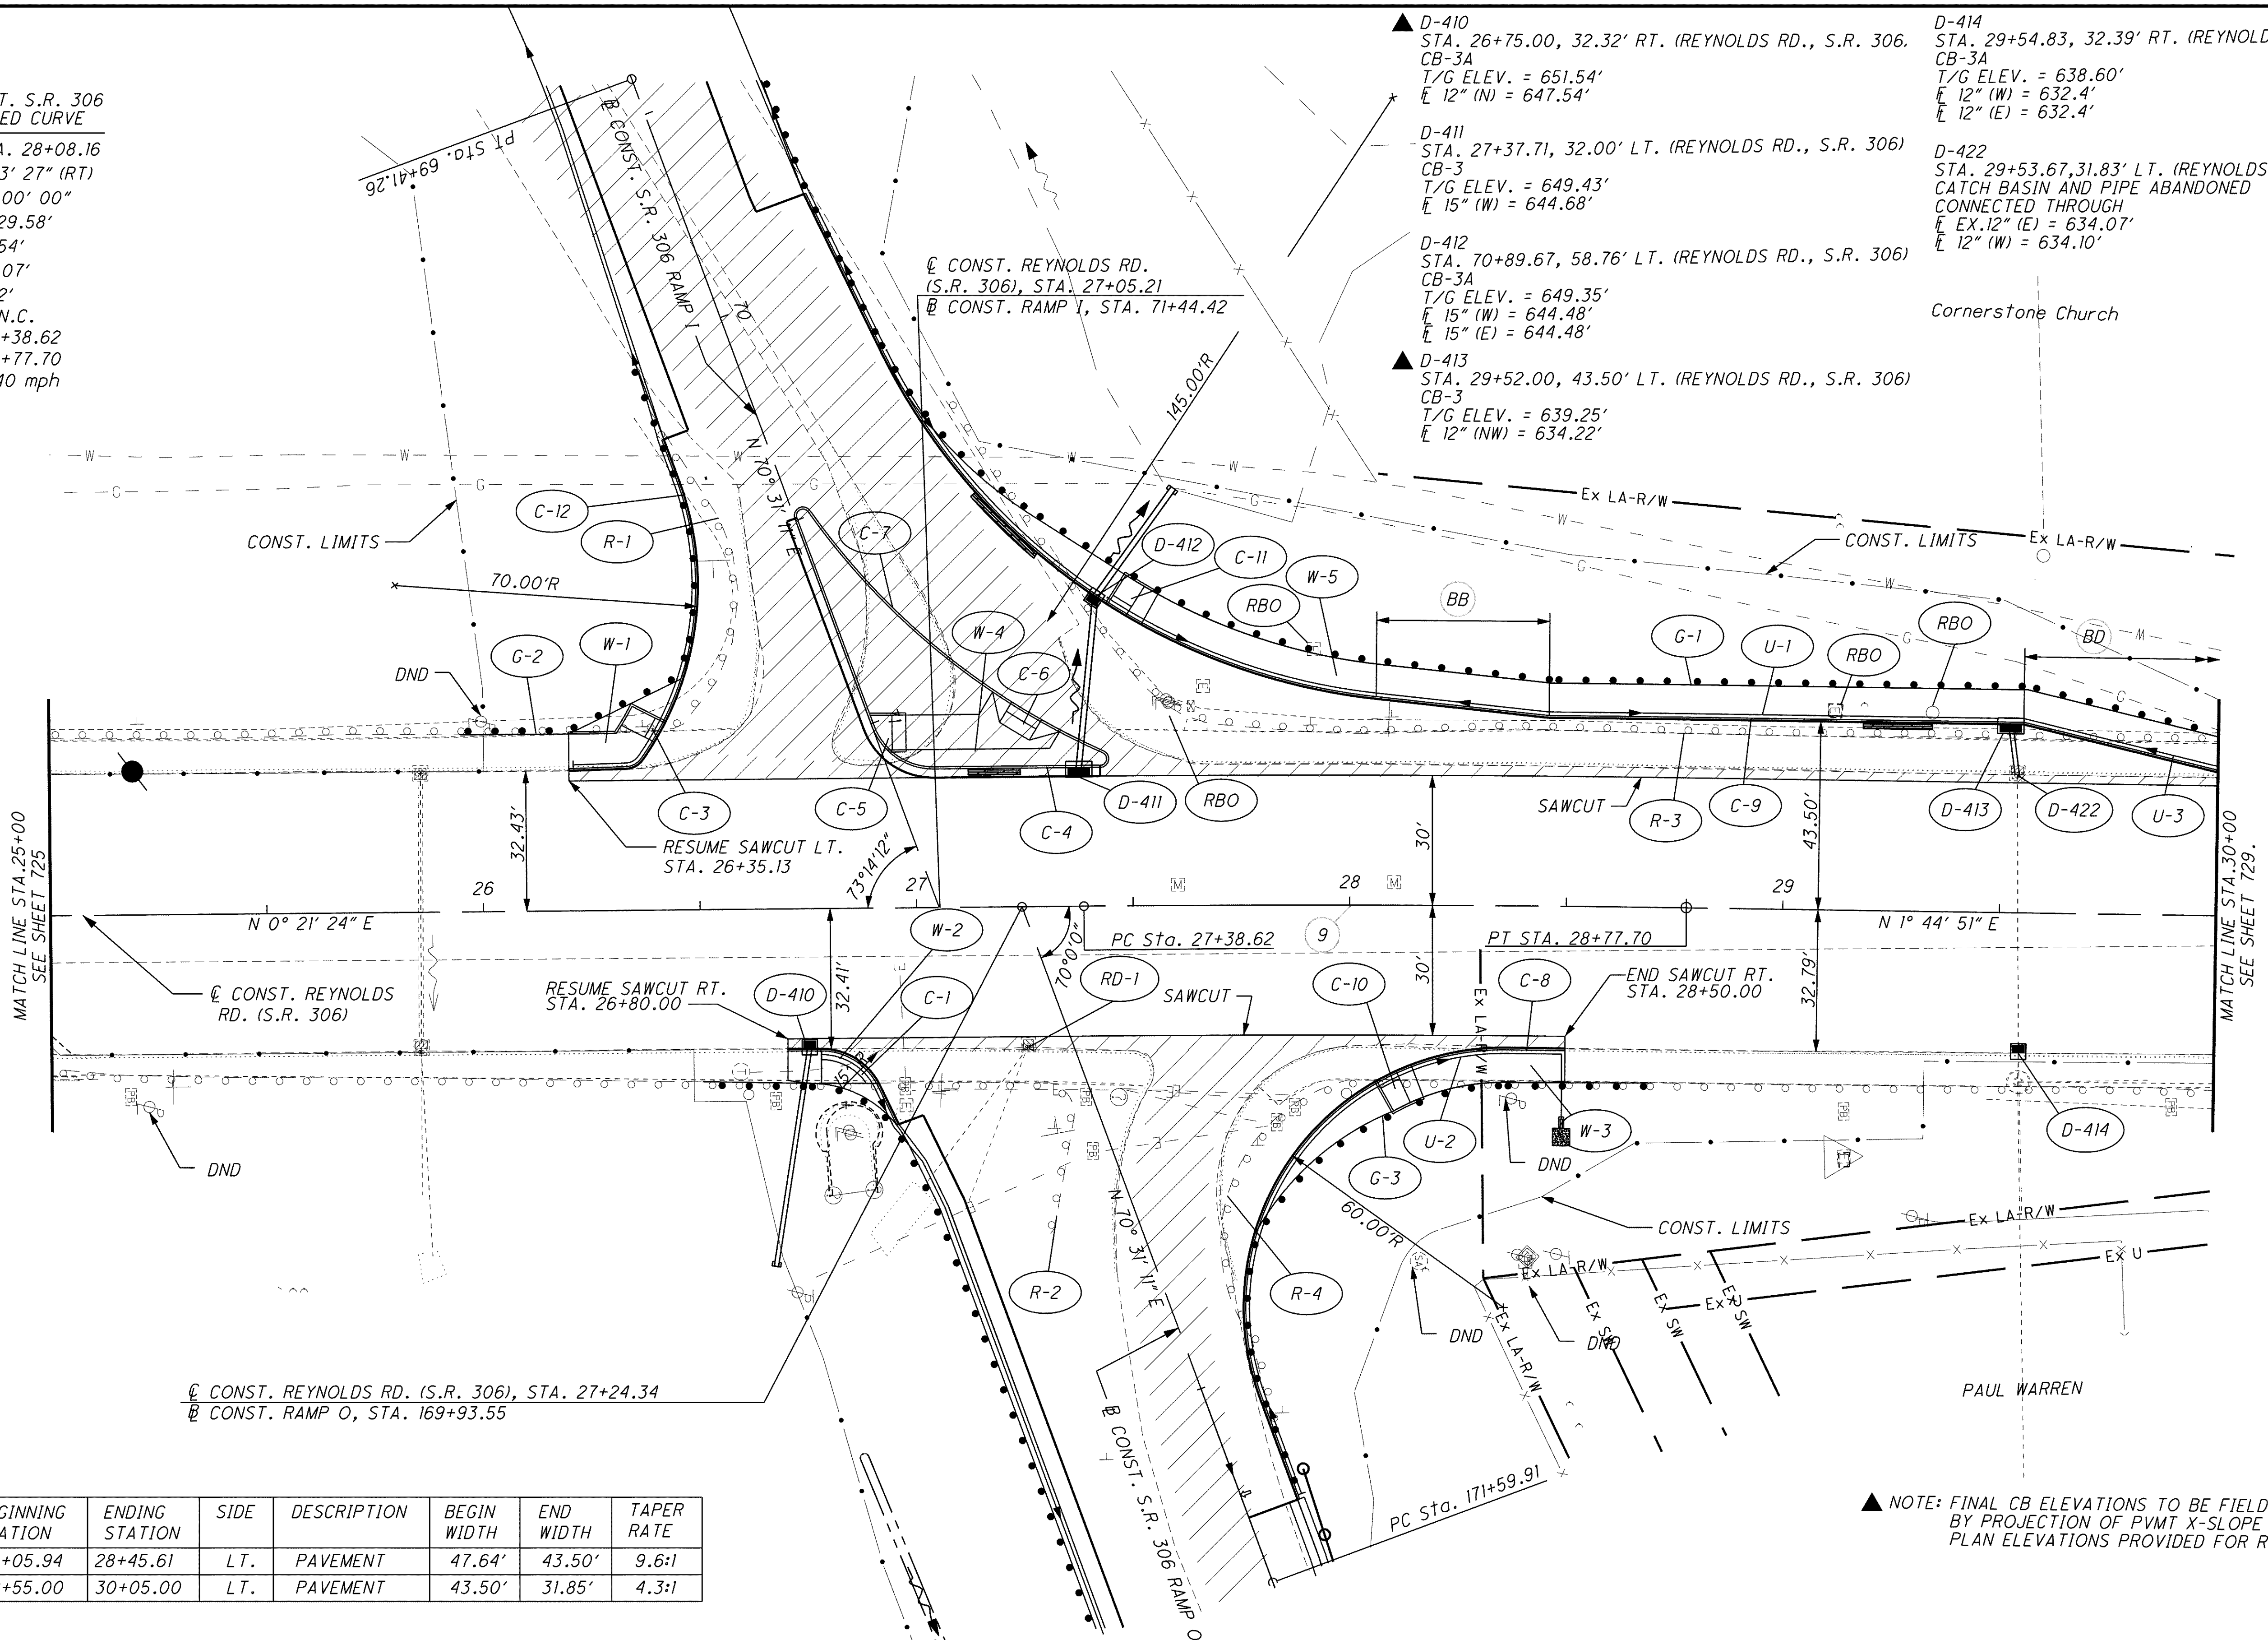 T. S.R. 306
ED CURVE
A. 28+08.16
3' 27" (RT)
00' 00"
29.58'
54'
07'
2'
N.C.
+38.62
+77.70
40 mph
▲ D-410
STA. 26+75.00, 32.32' RT. (REYNOLDS RD., S.R. 306,
CB-3A
T/G ELEV. = 651.54'
12" (N) = 647.54'
D-411
STA. 27+37.71, 32.00' LT. (REYNOLDS RD., S.R. 306)
CB-3
T/G ELEV. = 649.43'
15" (W) = 644.68'
D-412
STA. 70+89.67, 58.76' LT. (REYNOLDS RD., S.R. 306)
CB-3A
T/G ELEV. = 649.35'
15" (W) = 644.48'
15" (E) = 644.48'
▲ D-413
STA. 29+52.00, 43.50' LT. (REYNOLDS RD., S.R. 306)
CB-3
T/G ELEV. = 639.25'
12" (NW) = 634.22'
D-414
STA. 29+54.83, 32.39' RT. (REYNOLD
CB-3A
T/G ELEV. = 638.60'
12" (W) = 632.4'
12" (E) = 632.4'
D-422
STA. 29+53.67,31.83' LT. (REYNOLDS
CATCH BASIN AND PIPE ABANDONED
CONNECTED THROUGH
EX.12" (E) = 634.07'
12" (W) = 634.10'
Cornerstone Church
PT Sta. 69+41.26
℄ CONST. S.R. 306 RAMP I
70
N 70° 31' 11" E
℄ CONST. REYNOLDS RD.
(S.R. 306), STA. 27+05.21
CONST. RAMP I, STA. 71+44.42
145.00'R
W
W
W
W
W
W
W
G
G
G
G
G
G
G
Ex LA-R/W
Ex LA-R/W
CONST. LIMITS
CONST. LIMITS
C-12
R-1
C-7
D-412
C-11
W-5
RBO
BB
70.00'R
G-2
W-1
DND
W-4
C-6
G-1
U-1
RBO
RBO
BD
C-3
C-5
C-4
D-411
RBO
SAWCUT
R-3
C-9
D-413
D-422
U-3
RESUME SAWCUT LT.
STA. 26+35.13
32.43'
73°14'12"
30'
43.50'
MATCH LINE STA.25+00
SEE SHEET 725
MATCH LINE STA.30+00
SEE SHEET 729.
26
27
28
29
M
M
N 0° 21' 24" E
W-2
PC Sta. 27+38.62
9
PT STA. 28+77.70
N 1° 44' 51" E
℄ CONST. REYNOLDS
RD. (S.R. 306)
RESUME SAWCUT RT.
STA. 26+80.00
D-410
32.41'
C-1
70°0'0"
RD-1
SAWCUT
30'
C-10
C-8
END SAWCUT RT.
STA. 28+50.00
32.79'
Ex LA-R/W
DND
U-2
G-3
W-3
DND
D-414
60.00'R
CONST. LIMITS
N 70° 31' 11" E
R-2
R-4
DND
DND
Ex LA-R/W
Ex LA-R/W
Ex LA-R/W
Ex U
Ex U
Ex SW
Ex SW
Ex SW
PAUL WARREN
℄ CONST. REYNOLDS RD. (S.R. 306), STA. 27+24.34
CONST. RAMP O, STA. 169+93.55
CONST. S.R. 306 RAMP O
PC Sta. 171+59.91
GINNING ENDING SIDE DESCRIPTION BEGIN END TAPER
ATION STATION WIDTH WIDTH RATE
+05.94 28+45.61 LT. PAVEMENT 47.64' 43.50' 9.6:1
+55.00 30+05.00 LT. PAVEMENT 43.50' 31.85' 4.3:1
▲ NOTE: FINAL CB ELEVATIONS TO BE FIELD
BY PROJECTION OF PVMT X-SLOPE
PLAN ELEVATIONS PROVIDED FOR R